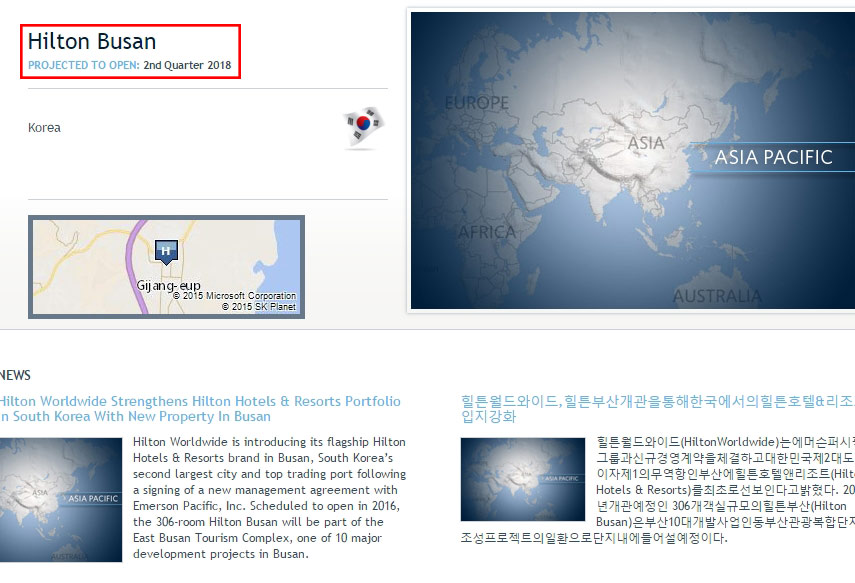 Hilton Busan
PROJECTED TO OPEN: 2nd Quarter 2018
Korea
EUROPE
ASIA
ASIA PACIFIC
AFRICA
AUSTRALIA
H
Gijang-eup
© 2015 Microsoft Corporation
© 2015 SK Planet
NEWS
Hilton Worldwide Strengthens Hilton Hotels & Resorts Portfolio
in South Korea With New Property In Busan
ASIA
ASIA PACIFIC
Hilton Worldwide is introducing its flagship Hilton
Hotels & Resorts brand in Busan, South Korea's
second largest city and top trading port following
a signing of a new management agreement with
Emerson Pacific, Inc. Scheduled to open in 2016,
the 306-room Hilton Busan will be part of the
East Busan Tourism Complex, one of 10 major
development projects in Busan.
힐튼월드와이드,힐튼부산개관을통해한국에서의힐튼호텔&리조
입지강화
ASIA PACIFIC
힐튼월드와이드(HiltonWorldwide)는에머슨퍼시픽
그룹과신규경영계약을체결하고대한민국제2대도
이자제1의무역항인부산에힐튼호텔앤리조트(Hilt
Hotels & Resorts)를최초로선보인다고밝혔다. 20
년개관예정인 306개객실규모의힐튼부산(Hilton
Busan)은부산10대개발사업인동부산관광복합단지
조성프로젝트의일환으로단지내에들어설예정이다.